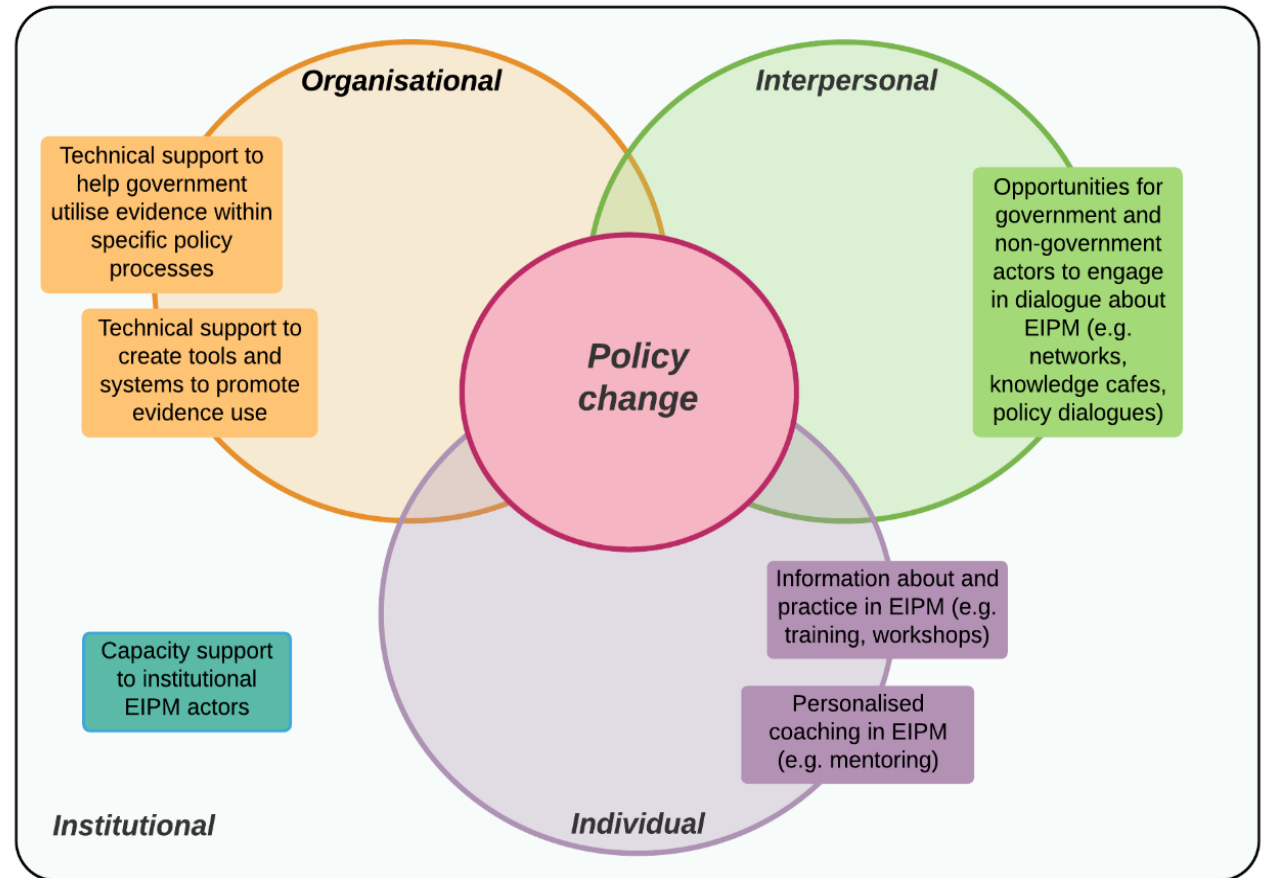 Organisational
Interpersonal
Technical support to
help government
utilise evidence within
specific policy
processes
Technical support to
create tools and
systems to promote
evidence use
Opportunities for
government and
non-government
actors to engage
in dialogue about
EIPM (e.g.
networks,
knowledge cafes,
policy dialogues)
Policy
change
Information about and
practice in EIPM (e.g.
training, workshops)
Personalised
coaching in EIPM
(e.g. mentoring)
Capacity support
to institutional
EIPM actors
Institutional
Individual